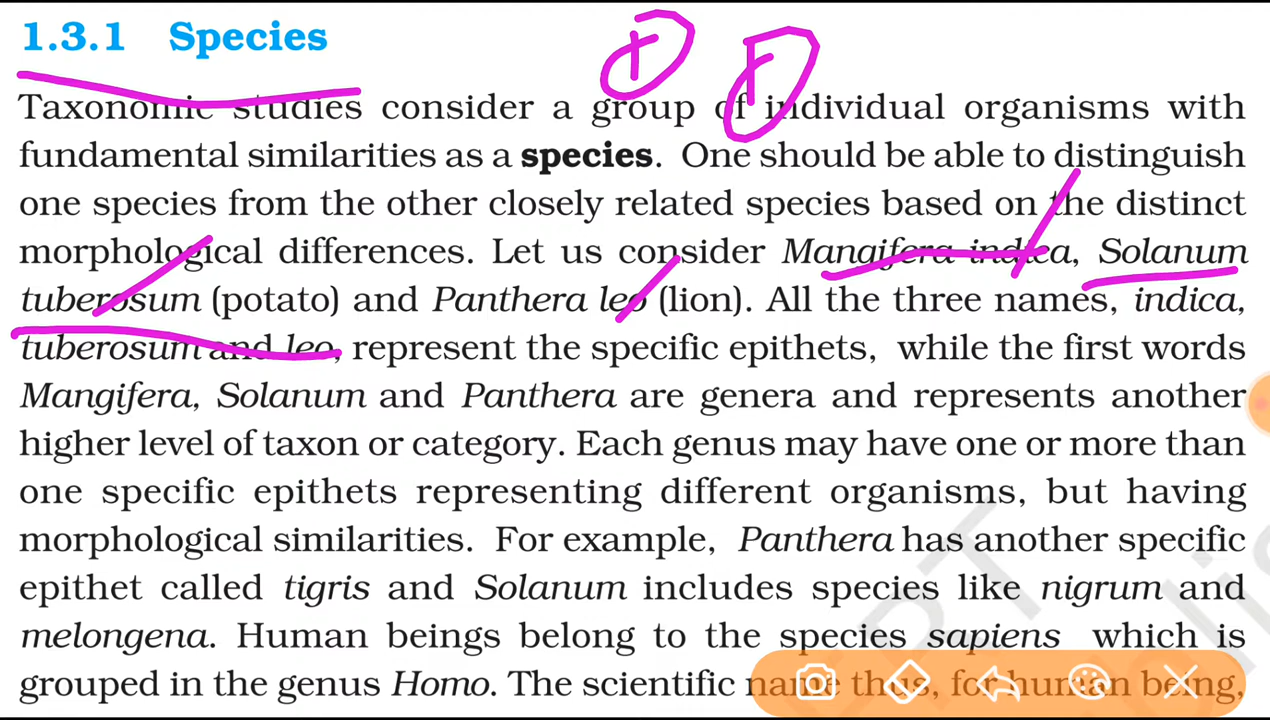 1.3.1 Species
Taxonomic studies consider a group of individual organisms with
fundamental similarities as a species. One should be able to distinguish
one species from the other closely related species based on the distinct
morphological differences. Let us consider Mangifera indica, Solanum
tuberosum (potato) and Panthera leo (lion). All the three names, indica,
tuberosum and leo, represent the specific epithets, while the first words
Mangifera, Solanum and Panthera are genera and represents another
higher level of taxon or category. Each genus may have one or more than
one specific epithets representing different organisms, but having
morphological similarities. For example, Panthera has another specific
epithet called tigris and Solanum includes species like nigrum and
melongena. Human beings belong to the species sapiens which is
grouped in the genus Homo. The scientific name thus, for human being,